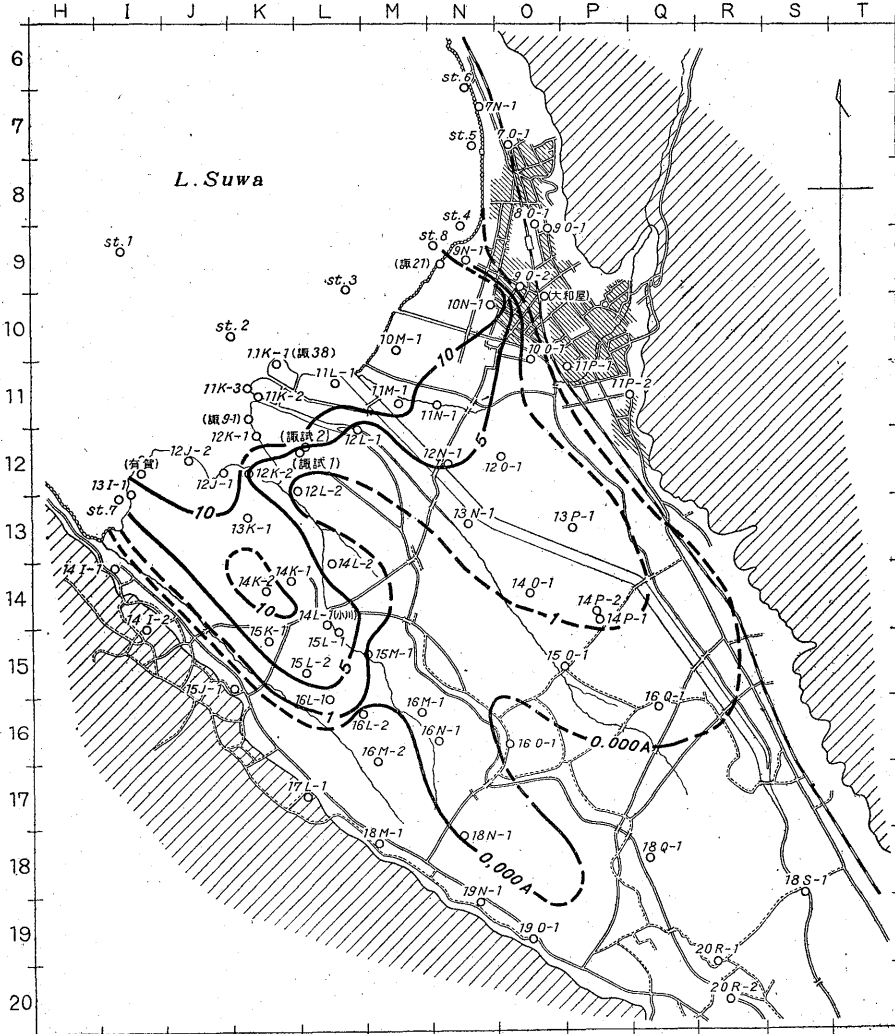 H I J K L M N O P Q R S T
6
st.6
7N-1
7
7O-1
st.5
L. Suwa
8
st.4
8O-1
9O-1
st.8
st.1
9N-1
9
(諏21)
9O-2
st.3
(大和屋)
10N-1
10
st.2
10M-1
10
11K-1(諏38)
10O-1
11P-1
11L-1
11P-2
11K-3
11K-2
11M-1
11N-1
11
(諏9-1)
12K-1
(諏試2)
12L-1
5
12N-1
12O-1
(有賀)
12J-2
(諏試1)
12
12J-1
12K-2
13I-1
12L-2
st.7
10
13K-1
13N-1
13P-1
13
14I-1
14L-2
14K-1
14K-2
14O-1
14
10
14P-2
1
14P-1
14L-1(小川)
14I-2
15K-1
15L-1
15M-1
15L-2
5
15O-1
15
15J-1
16L-1
1
16L-2
16M-1
16Q-1
16
16N-1
16O-1
0.000A
16M-2
17L-1
17
18N-1
18M-1
18Q-1
18
0.000A
18S-1
19N-1
19O-1
19
20R-1
20R-2
20